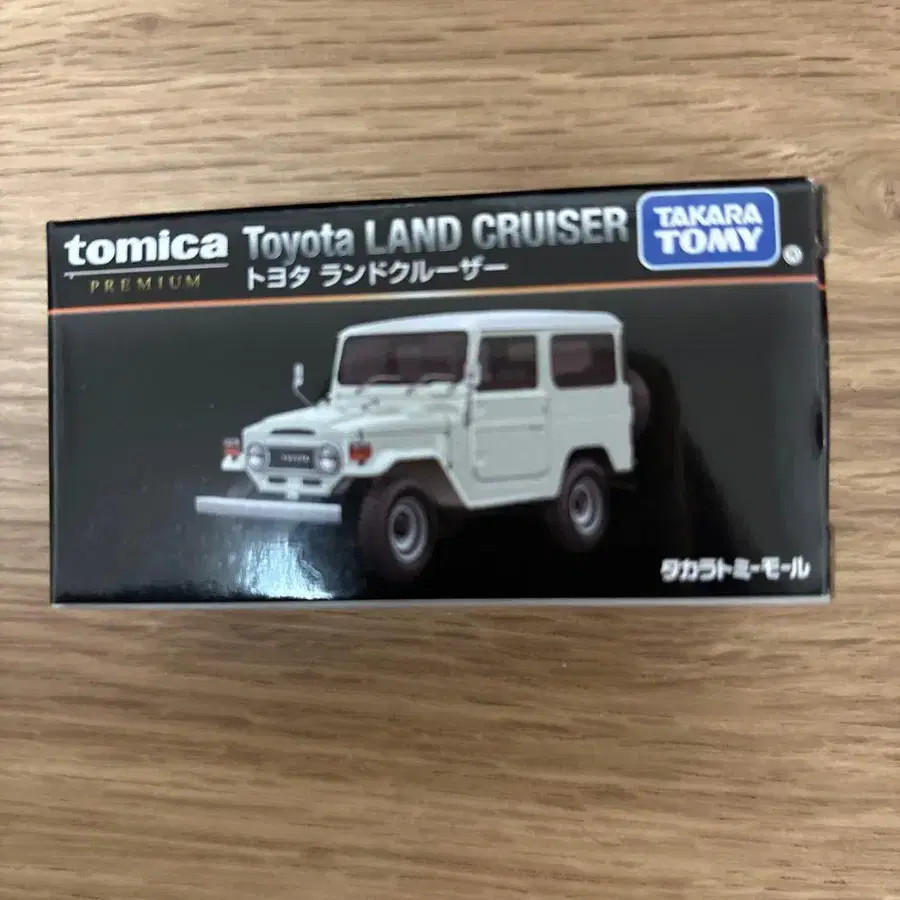 tomica
PREMIUM
Toyota LAND CRUISER
トヨタ ランドクルーザー
TAKARA
TOMY
TOYOTA
タカラトミーモール